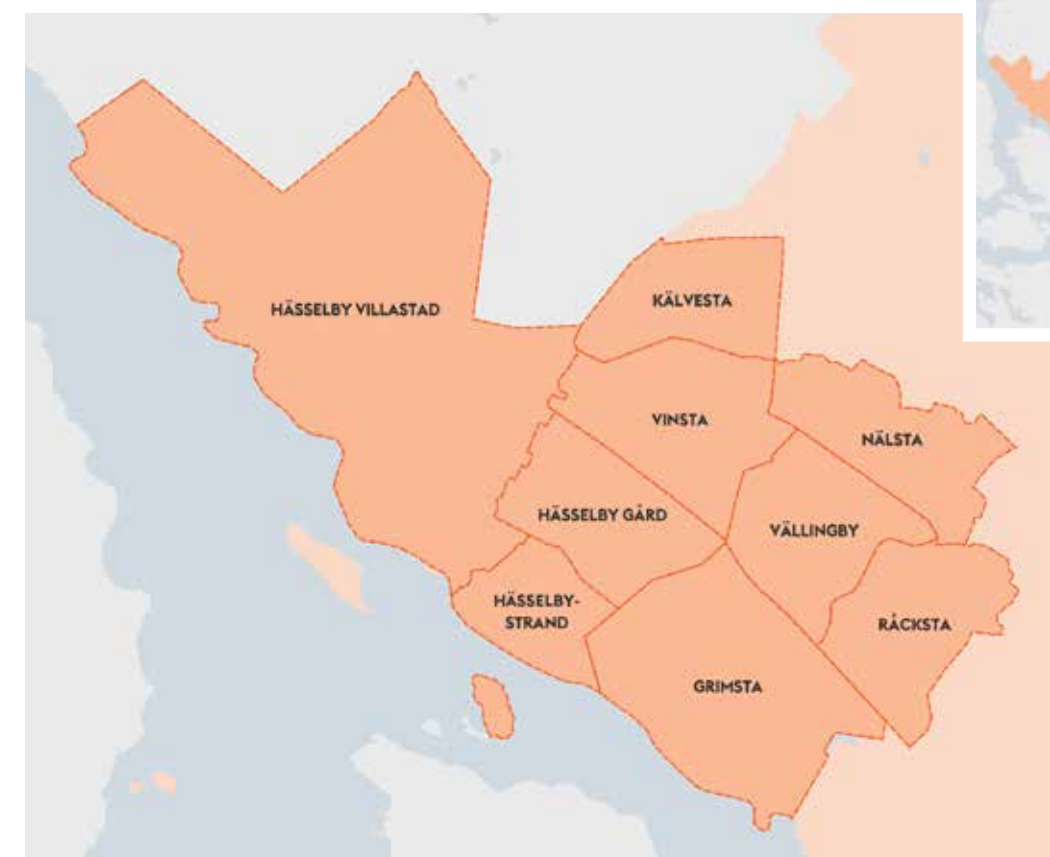 KÄLVESTA
HÄSSELBY VILLASTAD
VINSTA
NÄLSTA
HÄSSELBY GÅRD
VÄLLINGBY
HÄSSELBY-
STRAND
RÅCKSTA
GRIMSTA